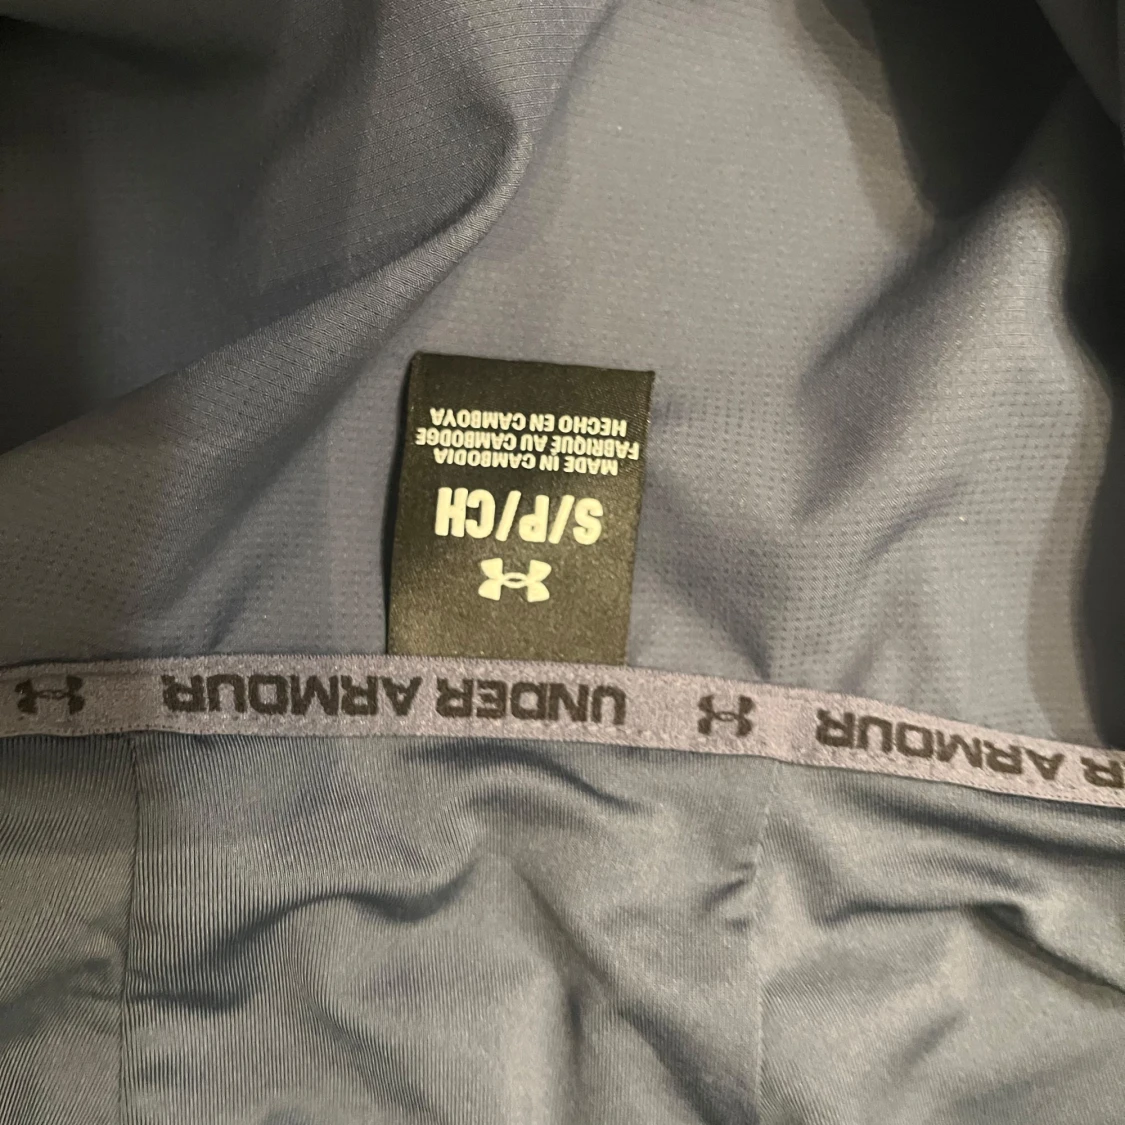 S/P/CH
MADE IN CAMBODIA
FABRIQUÉ AU CAMBODGE
HECHO EN CAMBOYA
UNDER ARMOUR
R ARMOUR